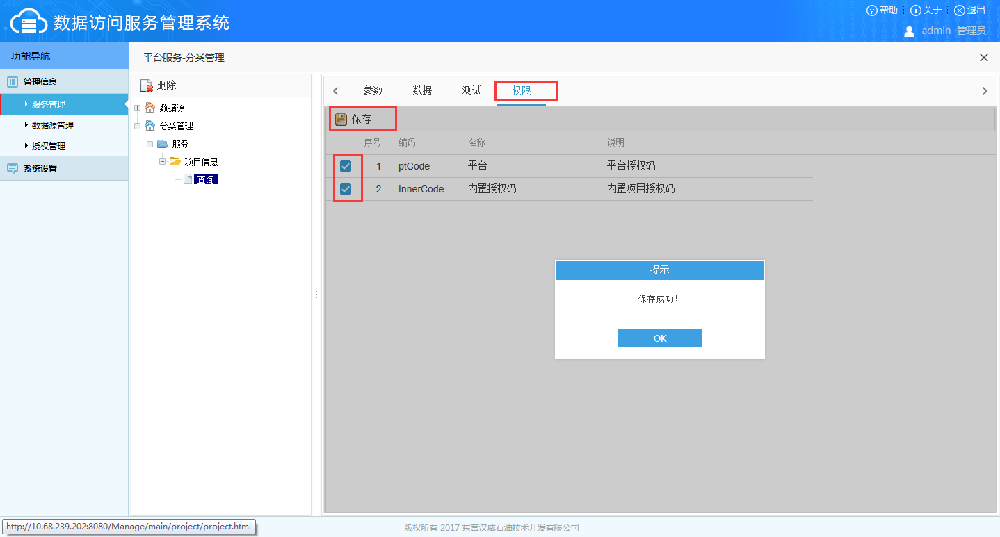 数据访问服务管理系统
帮助 关于 退出
admin 管理员
功能导航
管理信息
服务管理
数据源管理
授权管理
系统设置
平台服务-分类管理
删除
数据源
分类管理
服务
项目信息
查询
参数 数据 测试 权限
保存
序号 编码 名称 说明
1 ptCode 平台 平台授权码
2 InnerCode 内置授权码 内置项目授权码
提示
保存成功!
OK
http://10.68.239.202:8080/Manage/main/project/project.html
版权所有 2017 东营汉威石油技术开发有限公司